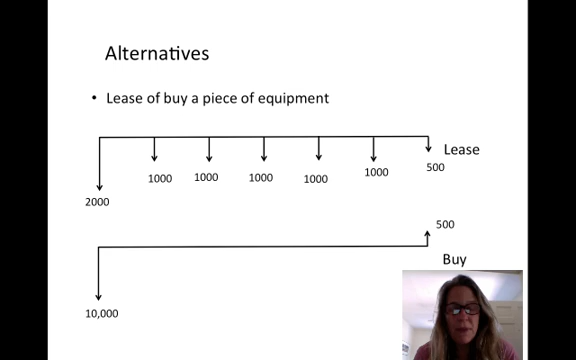 Alternatives
• Lease of buy a piece of equipment
Lease
1000 1000 1000 1000 1000 500
2000
500
Buy
10,000